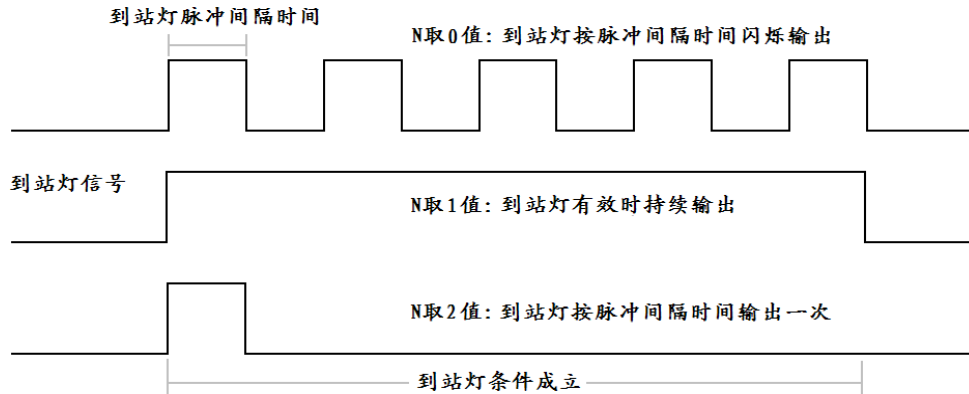 到站灯脉冲间隔时间
N取0值: 到站灯按脉冲间隔时间闪烁输出
到站灯信号
N取1值: 到站灯有效时持续输出
N取2值: 到站灯按脉冲间隔时间输出一次
到站灯条件成立